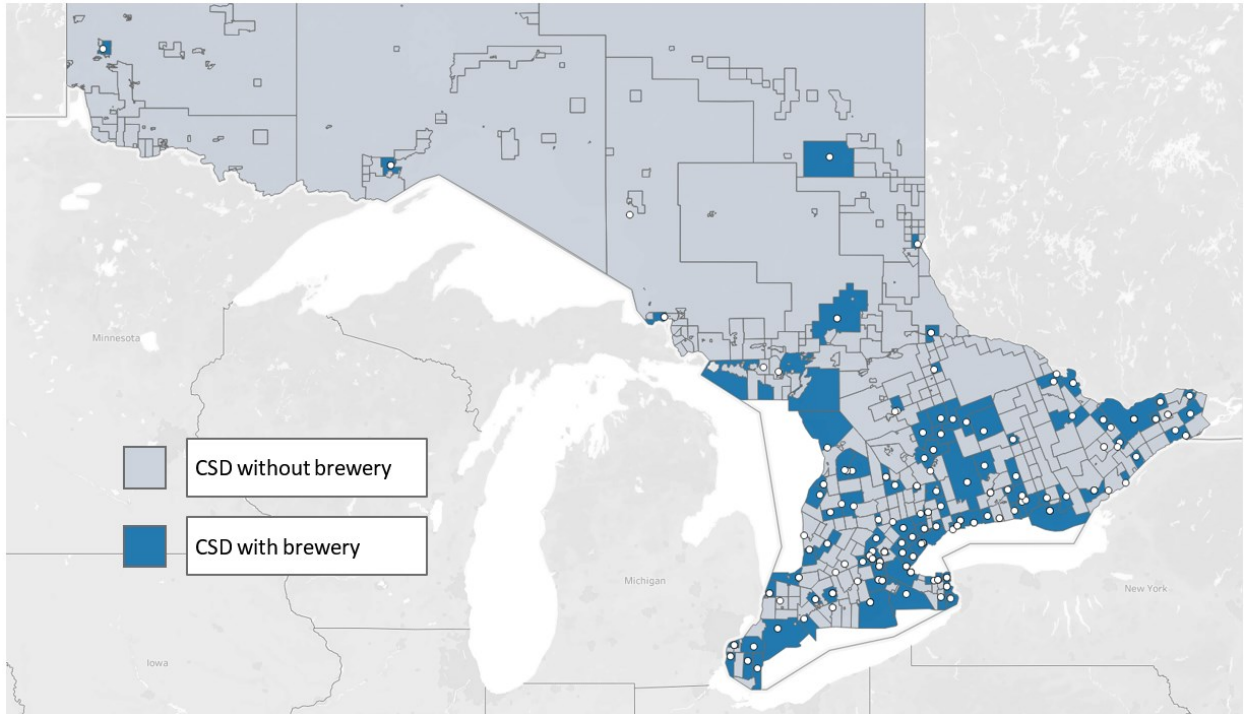 Minnesota
CSD without brewery
CSD with brewery
Michigan
New York
Iowa